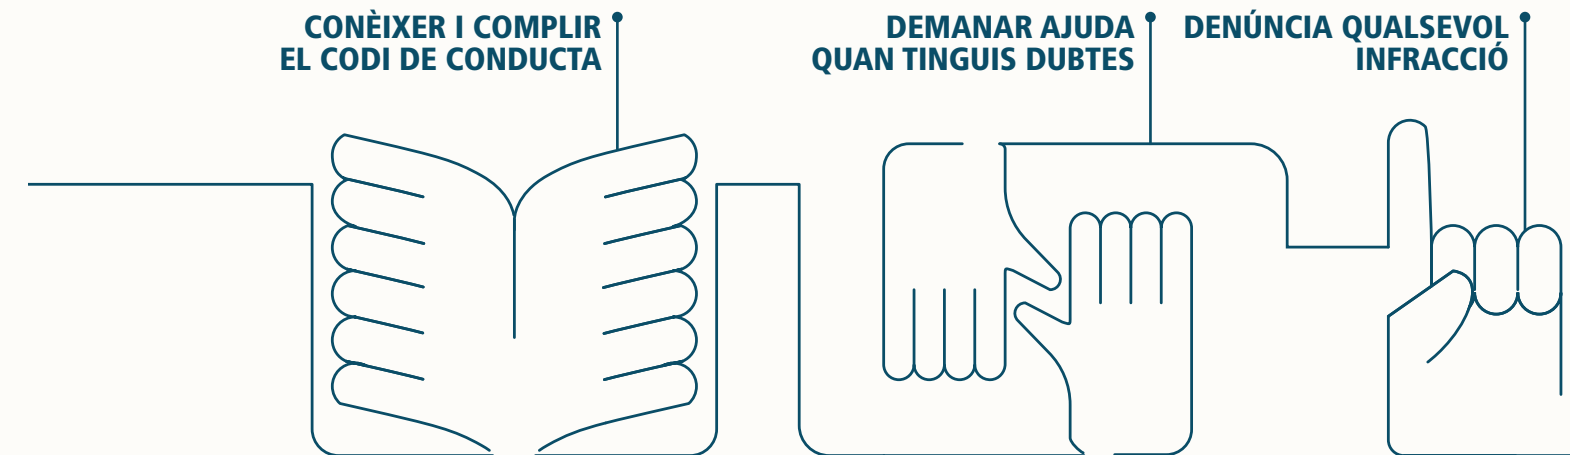 CONÈIXER I COMPLIR
EL CODI DE CONDUCTA
DEMANAR AJUDA
QUAN TINGUIS DUBTES
DENÚNCIA QUALSEVOL
INFRACCIÓ